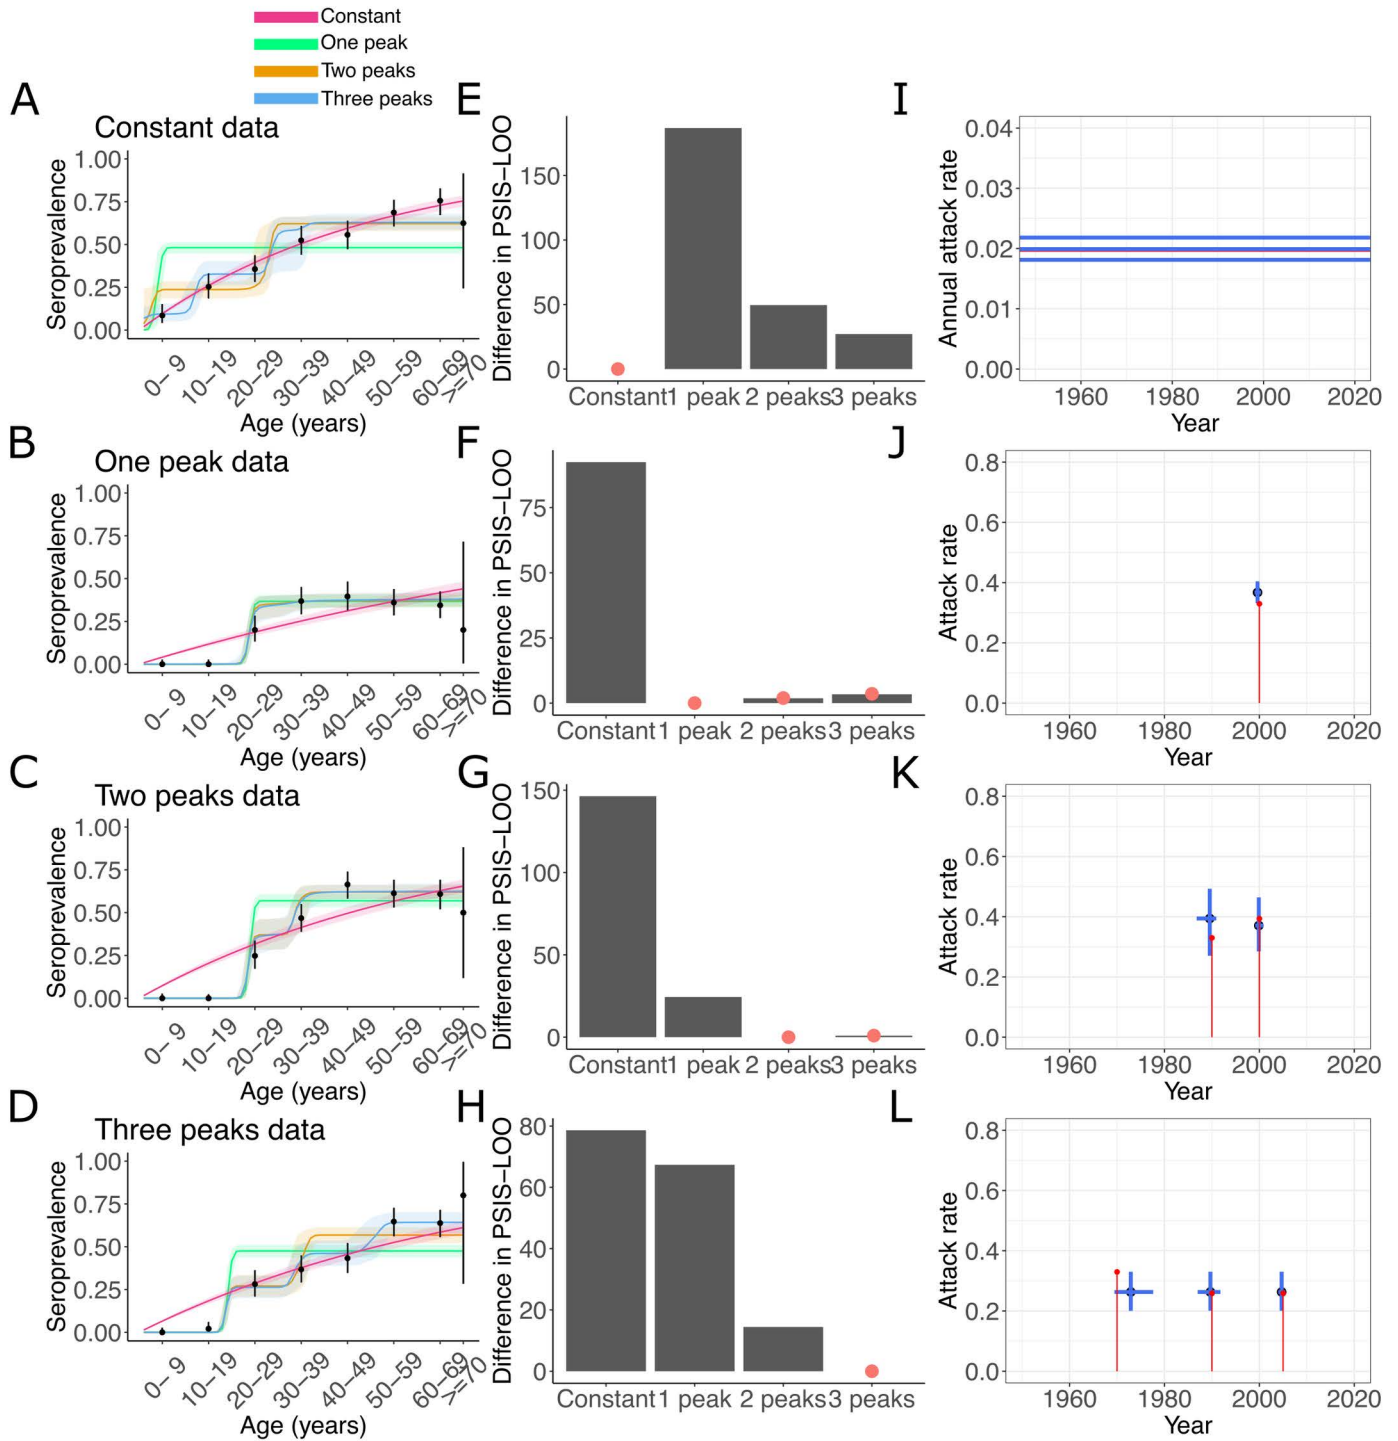 Constant
One peak
Two peaks
Three peaks
A
Constant data
Seroprevalence
1.00
0.75
0.50
0.25
0.00
0− 9
10−19
20−29
30−39
40−49
50−59
60−69
>=70
Age (years)
E
Difference in PSIS−LOO
150
100
50
0
Constant
1 peak
2 peaks
3 peaks
I
Annual attack rate
0.04
0.03
0.02
0.01
0.00
1960
1980
2000
2020
Year
B
One peak data
Seroprevalence
1.00
0.75
0.50
0.25
0.00
0− 9
10−19
20−29
30−39
40−49
50−59
60−69
>=70
Age (years)
F
Difference in PSIS−LOO
75
50
25
0
Constant
1 peak
2 peaks
3 peaks
J
Attack rate
0.8
0.6
0.4
0.2
0.0
1960
1980
2000
2020
Year
C
Two peaks data
Seroprevalence
1.00
0.75
0.50
0.25
0.00
0− 9
10−19
20−29
30−39
40−49
50−59
60−69
>=70
Age (years)
G
Difference in PSIS−LOO
150
100
50
0
Constant
1 peak
2 peaks
3 peaks
K
Attack rate
0.8
0.6
0.4
0.2
0.0
1960
1980
2000
2020
Year
D
Three peaks data
Seroprevalence
1.00
0.75
0.50
0.25
0.00
0− 9
10−19
20−29
30−39
40−49
50−59
60−69
>=70
Age (years)
H
Difference in PSIS−LOO
80
60
40
20
0
Constant
1 peak
2 peaks
3 peaks
L
Attack rate
0.8
0.6
0.4
0.2
0.0
1960
1980
2000
2020
Year